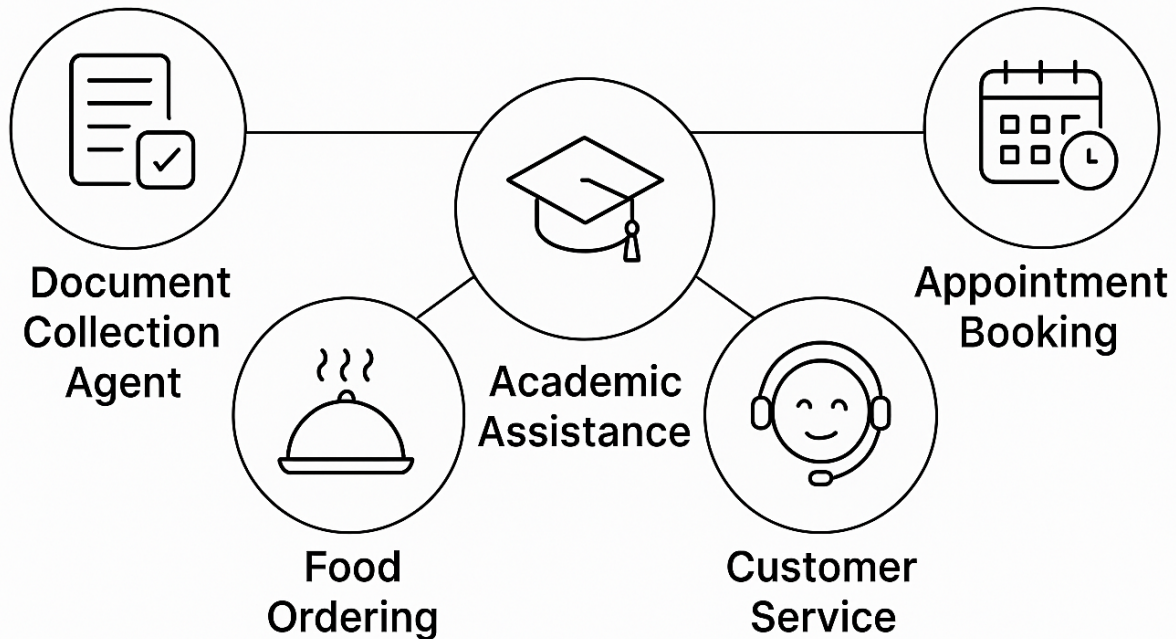 Document
Collection
Agent
Food
Ordering
Academic
Assistance
Customer
Service
Appointment
Booking